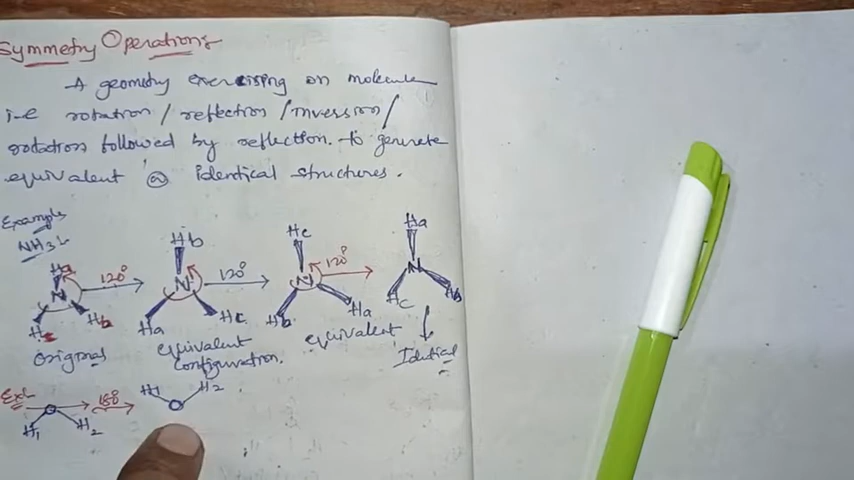 Symmetry Operations
A geometry exercising on molecule
i-e rotation / reflection / inversion /
rotation followed by reflection. to generate
equivalent (or) identical structures.
Example
NH3
Ha Hb Hc Ha
N 120° N 120° N 120° N
Hc Hb Ha Hc Hb Ha Hc Hb
Original equivalent configuration. equivalent Identical
Ex
180° H1 H2
H1 H2